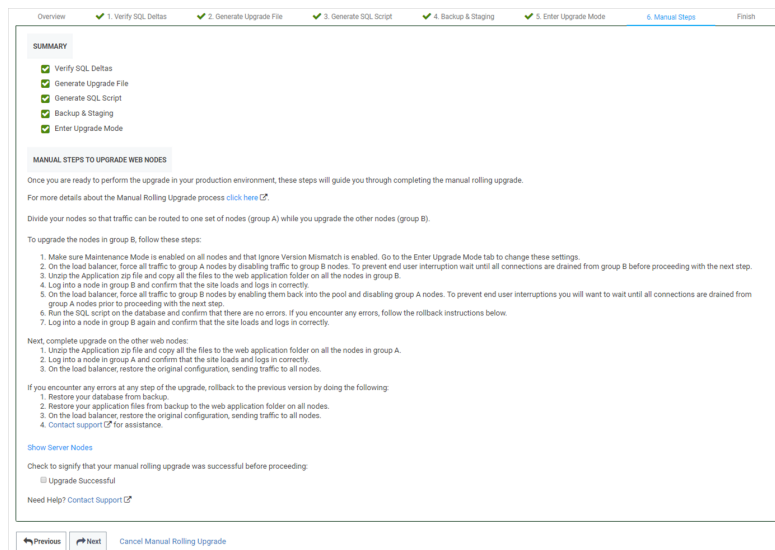 Overview 1. Verify SQL Deltas 2. Generate Upgrade File 3. Generate SQL Script 4. Backup & Staging 5. Enter Upgrade Mode 6. Manual Steps Finish
SUMMARY
Verify SQL Deltas
Generate Upgrade File
Generate SQL Script
Backup & Staging
Enter Upgrade Mode
MANUAL STEPS TO UPGRADE WEB NODES
Once you are ready to perform the upgrade in your production environment, these steps will guide you through completing the manual rolling upgrade.
For more details about the Manual Rolling Upgrade process click here.
Divide your nodes so that traffic can be routed to one set of nodes (group A) while you upgrade the other nodes (group B).
To upgrade the nodes in group B, follow these steps:
1. Make sure Maintenance Mode is enabled on all nodes and that Ignore Version Mismatch is enabled. Go to the Enter Upgrade Mode tab to change these settings.
2. On the load balancer, force all traffic to group A nodes by disabling traffic to group B nodes. To prevent end user interruption wait until all connections are drained from group B before proceeding with the next step.
3. Unzip the Application zip file and copy all the files to the web application folder on all the nodes in group B.
4. Log into a node in group B and confirm that the site loads and logs in correctly.
5. On the load balancer, force all traffic to group B nodes by enabling them back into the pool and disabling group A nodes. To prevent end user interruptions you will want to wait until all connections are drained from
group A nodes prior to proceeding with the next step.
6. Run the SQL script on the database and confirm that there are no errors. If you encounter any errors, follow the rollback instructions below.
7. Log into a node in group B again and confirm that the site loads and logs in correctly.
Next, complete upgrade on the other web nodes:
1. Unzip the Application zip file and copy all the files to the web application folder on all the nodes in group A.
2. Log into a node in group A and confirm that the site loads and logs in correctly.
3. On the load balancer, restore the original configuration, sending traffic to all nodes.
If you encounter any errors at any step of the upgrade, rollback to the previous version by doing the following:
1. Restore your database from backup.
2. Restore your application files from backup to the web application folder on all nodes.
3. On the load balancer, restore the original configuration, sending traffic to all nodes.
4. Contact support for assistance.
Show Server Nodes
Check to signify that your manual rolling upgrade was successful before proceeding:
Upgrade Successful
Need Help? Contact Support
Previous Next Cancel Manual Rolling Upgrade